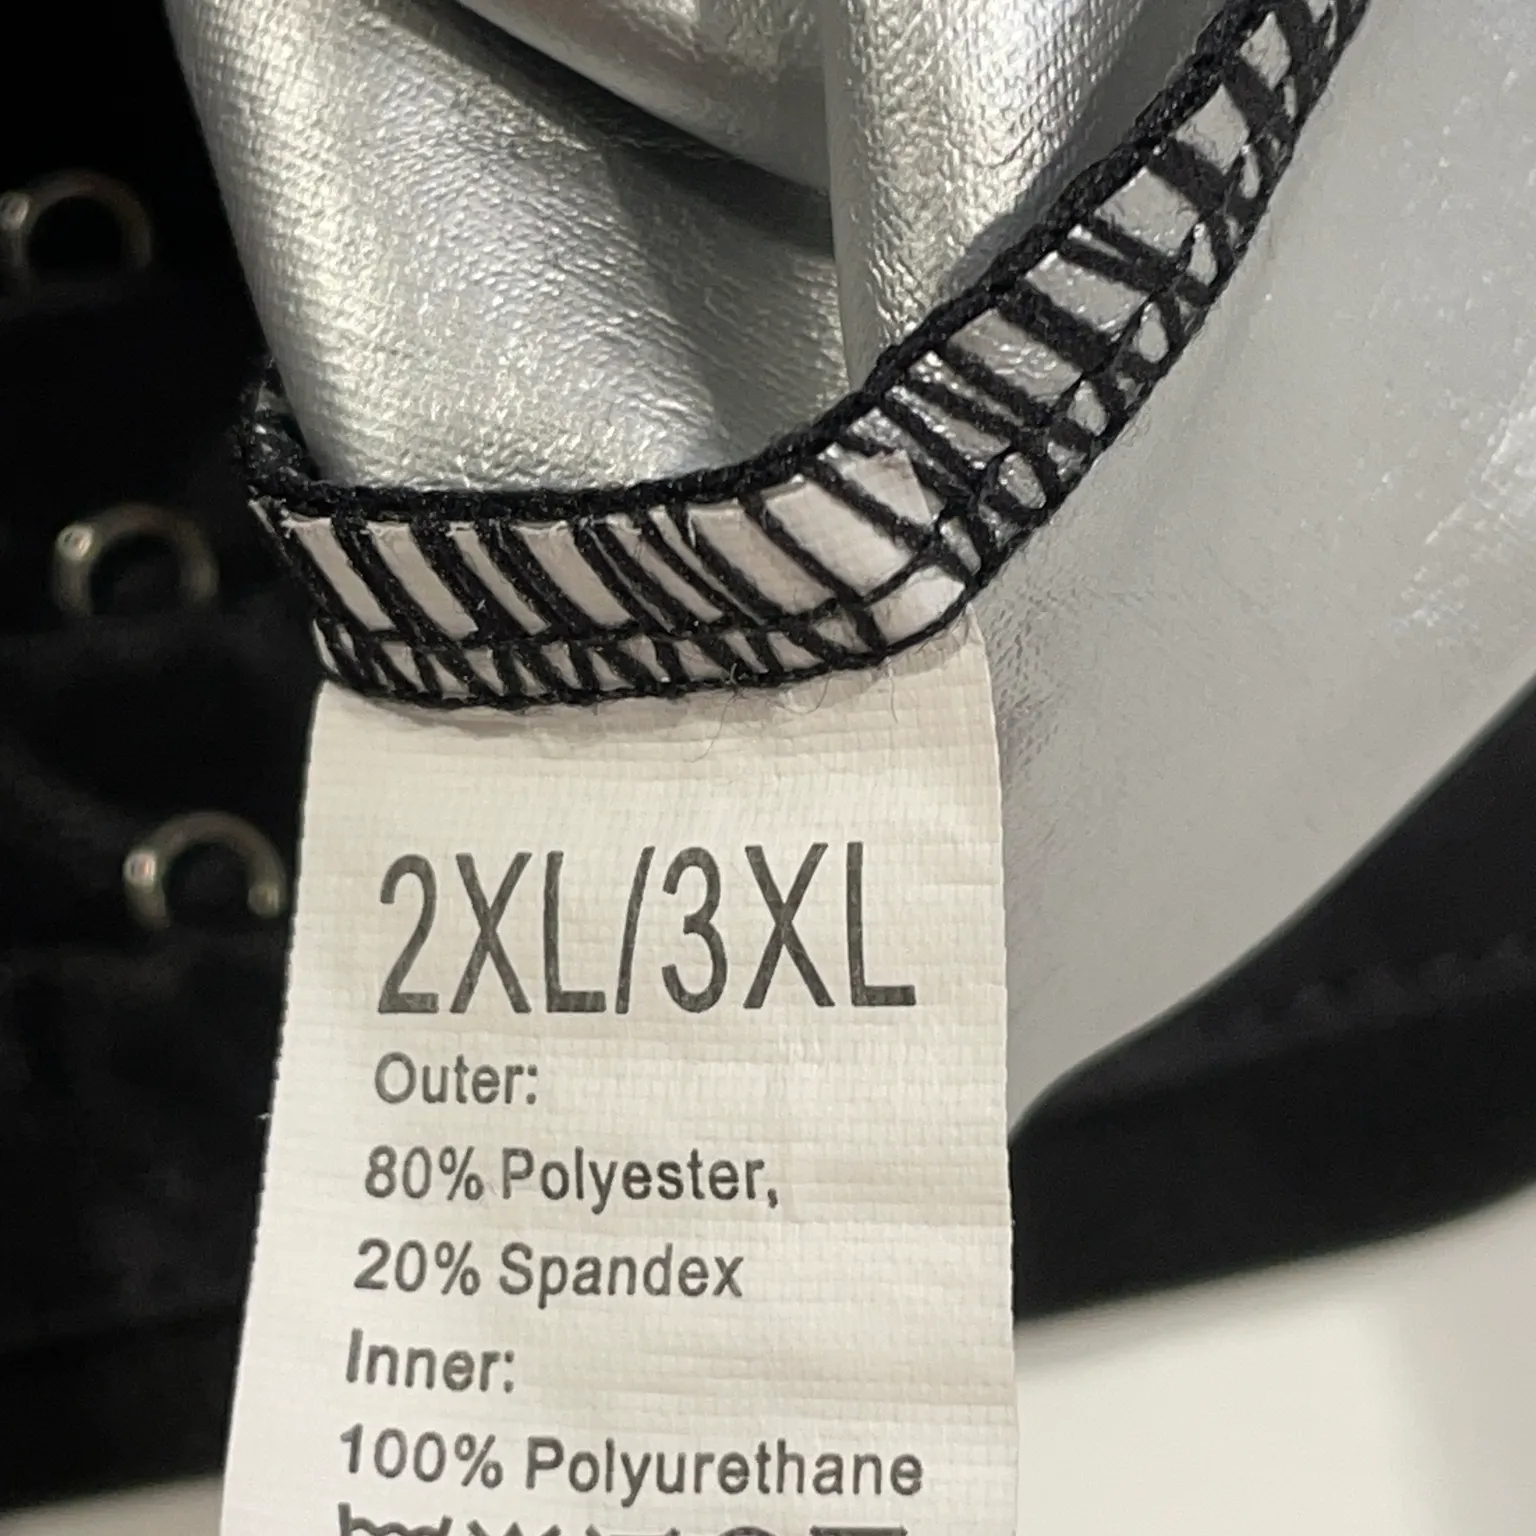 2XL/3XL
Outer:
80% Polyester,
20% Spandex
Inner:
100% Polyurethane